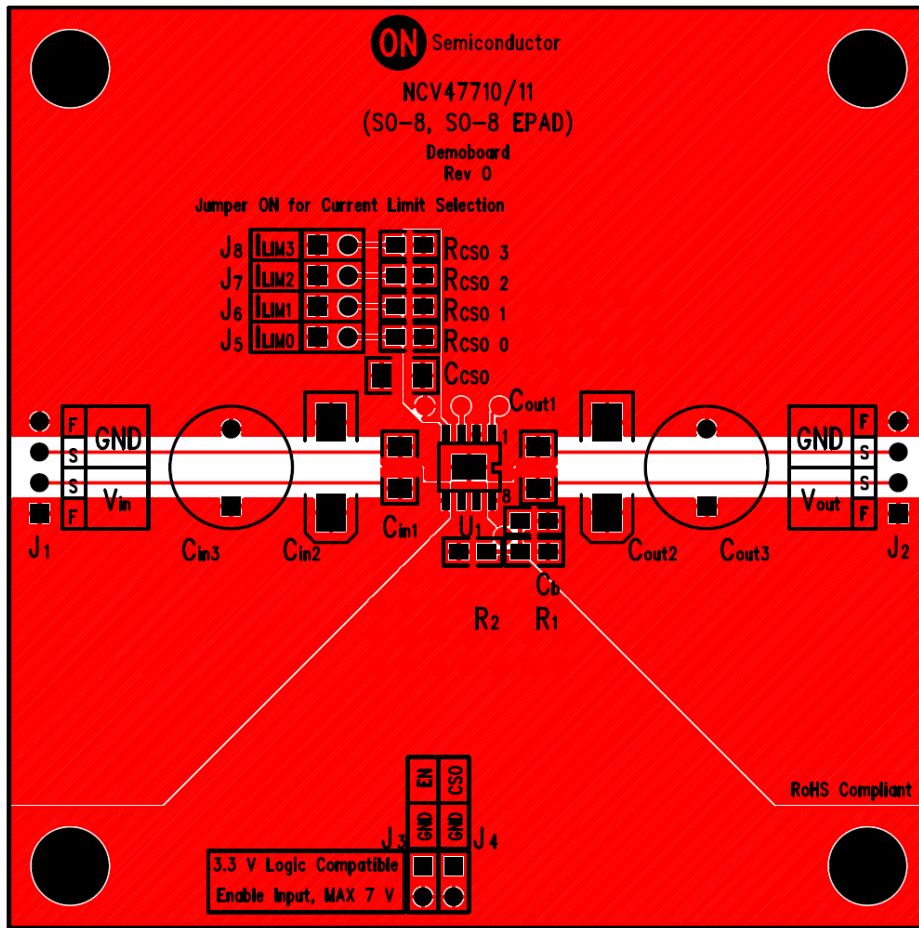 ON Semiconductor
NCV47710/11
(SO-8, SO-8 EPAD)
Demoboard
Rev 0
Jumper ON for Current Limit Selection
J8 ILIM3 RCSO 3
J7 ILIM2 RCSO 2
J6 ILIM1 RCSO 1
J5 ILIM0 RCSO 0
CCSO
Cout1
F GND
S
S Vin
F
J1
Cin3
Cin2
Cin1
1
8
U1
Cb
R2
R1
Cout2
Cout3
GND F
S
Vout S
F
J2
RoHS Compliant
EN CSO
GND GND
J3 J4
3.3 V Logic Compatible
Enable Input, MAX 7 V